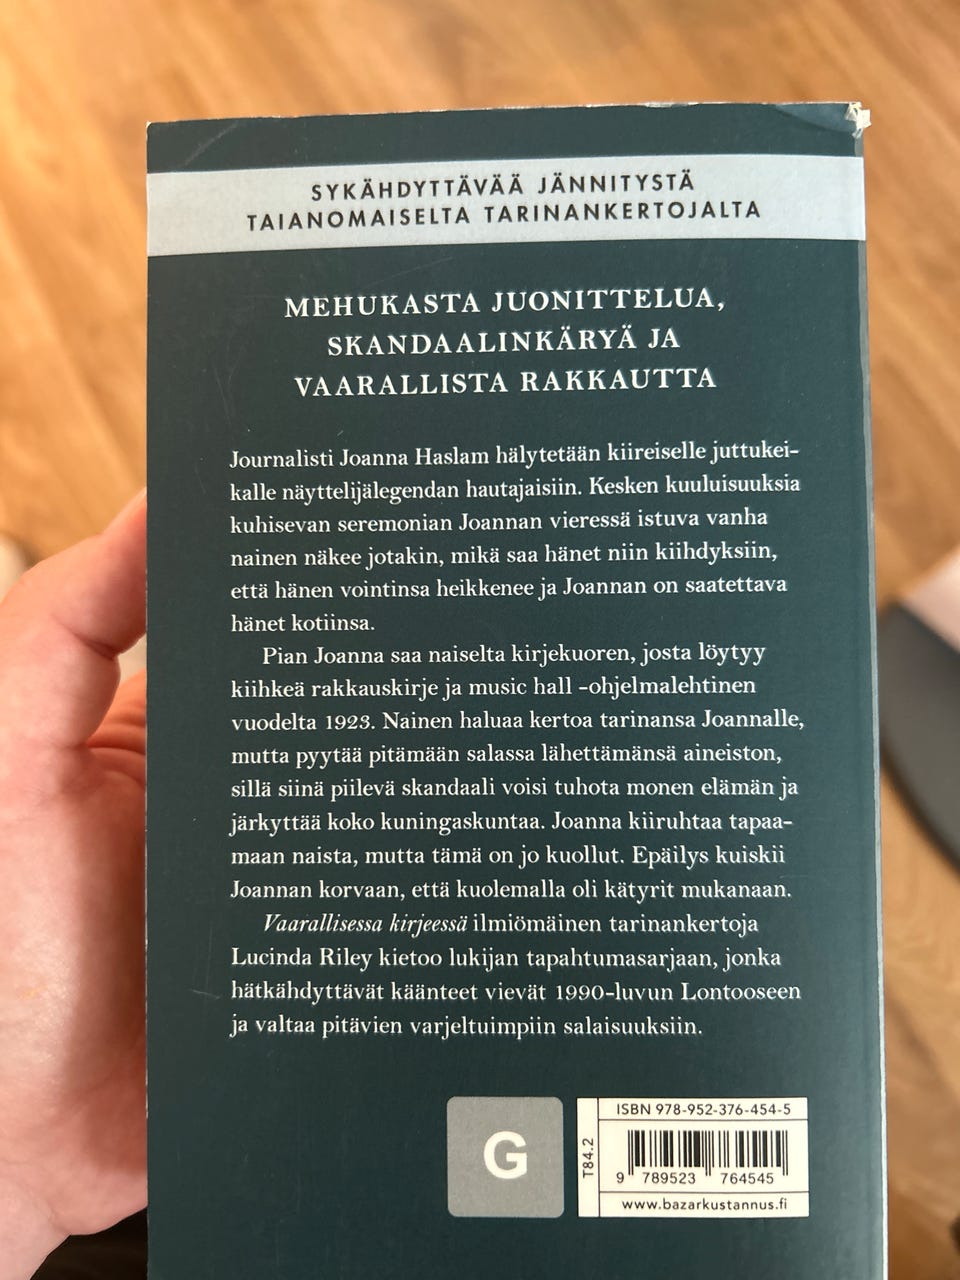 SYKÄHDYTTÄVÄÄ JÄNNITYSTÄ
TAIANOMAISELTA TARINANKERTOJALTA
MEHUKASTA JUONITTELUA,
SKANDAALINKÄRYÄ JA
VAARALLISTA RAKKAUTTA
Journalisti Joanna Haslam hälytetään kiireiselle juttukei-
kalle näyttelijälegendan hautajaisiin. Kesken kuuluisuuksia
kuhisevan seremonian Joannan vieressä istuva vanha
nainen näkee jotakin, mikä saa hänet niin kiihdyksiin,
että hänen vointinsa heikkenee ja Joannan on saatettava
hänet kotiinsa.
Pian Joanna saa naiselta kirjekuoren, josta löytyy
kiihkeä rakkauskirje ja music hall -ohjelmalehtinen
vuodelta 1923. Nainen haluaa kertoa tarinansa Joannalle,
mutta pyytää pitämään salassa lähettämänsä aineiston,
sillä siinä piilevä skandaali voisi tuhota monen elämän ja
järkyttää koko kuningaskuntaa. Joanna kiiruhtaa tapaa-
maan naista, mutta tämä on jo kuollut. Epäilys kuiskii
Joannan korvaan, että kuolemalla oli kätyrit mukanaan.
Vaarallisessa kirjeessä ilmiömäinen tarinankertoja
Lucinda Riley kietoo lukijan tapahtumasarjaan, jonka
hätkähdyttävät käänteet vievät 1990-luvun Lontooseen
ja valtaa pitävien varjeltuimpiin salaisuuksiin.
G
T84.2
ISBN 978-952-376-454-5
9 789523 764545
www.bazarkustannus.fi